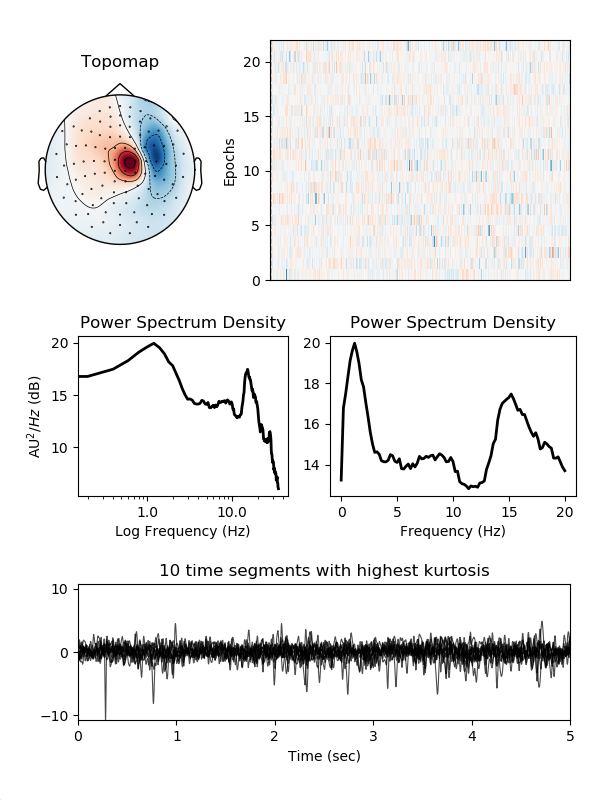 Topomap
20
15
10
5
0
Epochs
Power Spectrum Density
20
15
10
AU²/Hz (dB)
1.0 10.0
Log Frequency (Hz)
Power Spectrum Density
20
18
16
14
0 5 10 15 20
Frequency (Hz)
10 time segments with highest kurtosis
10
0
−10
0 1 2 3 4 5
Time (sec)